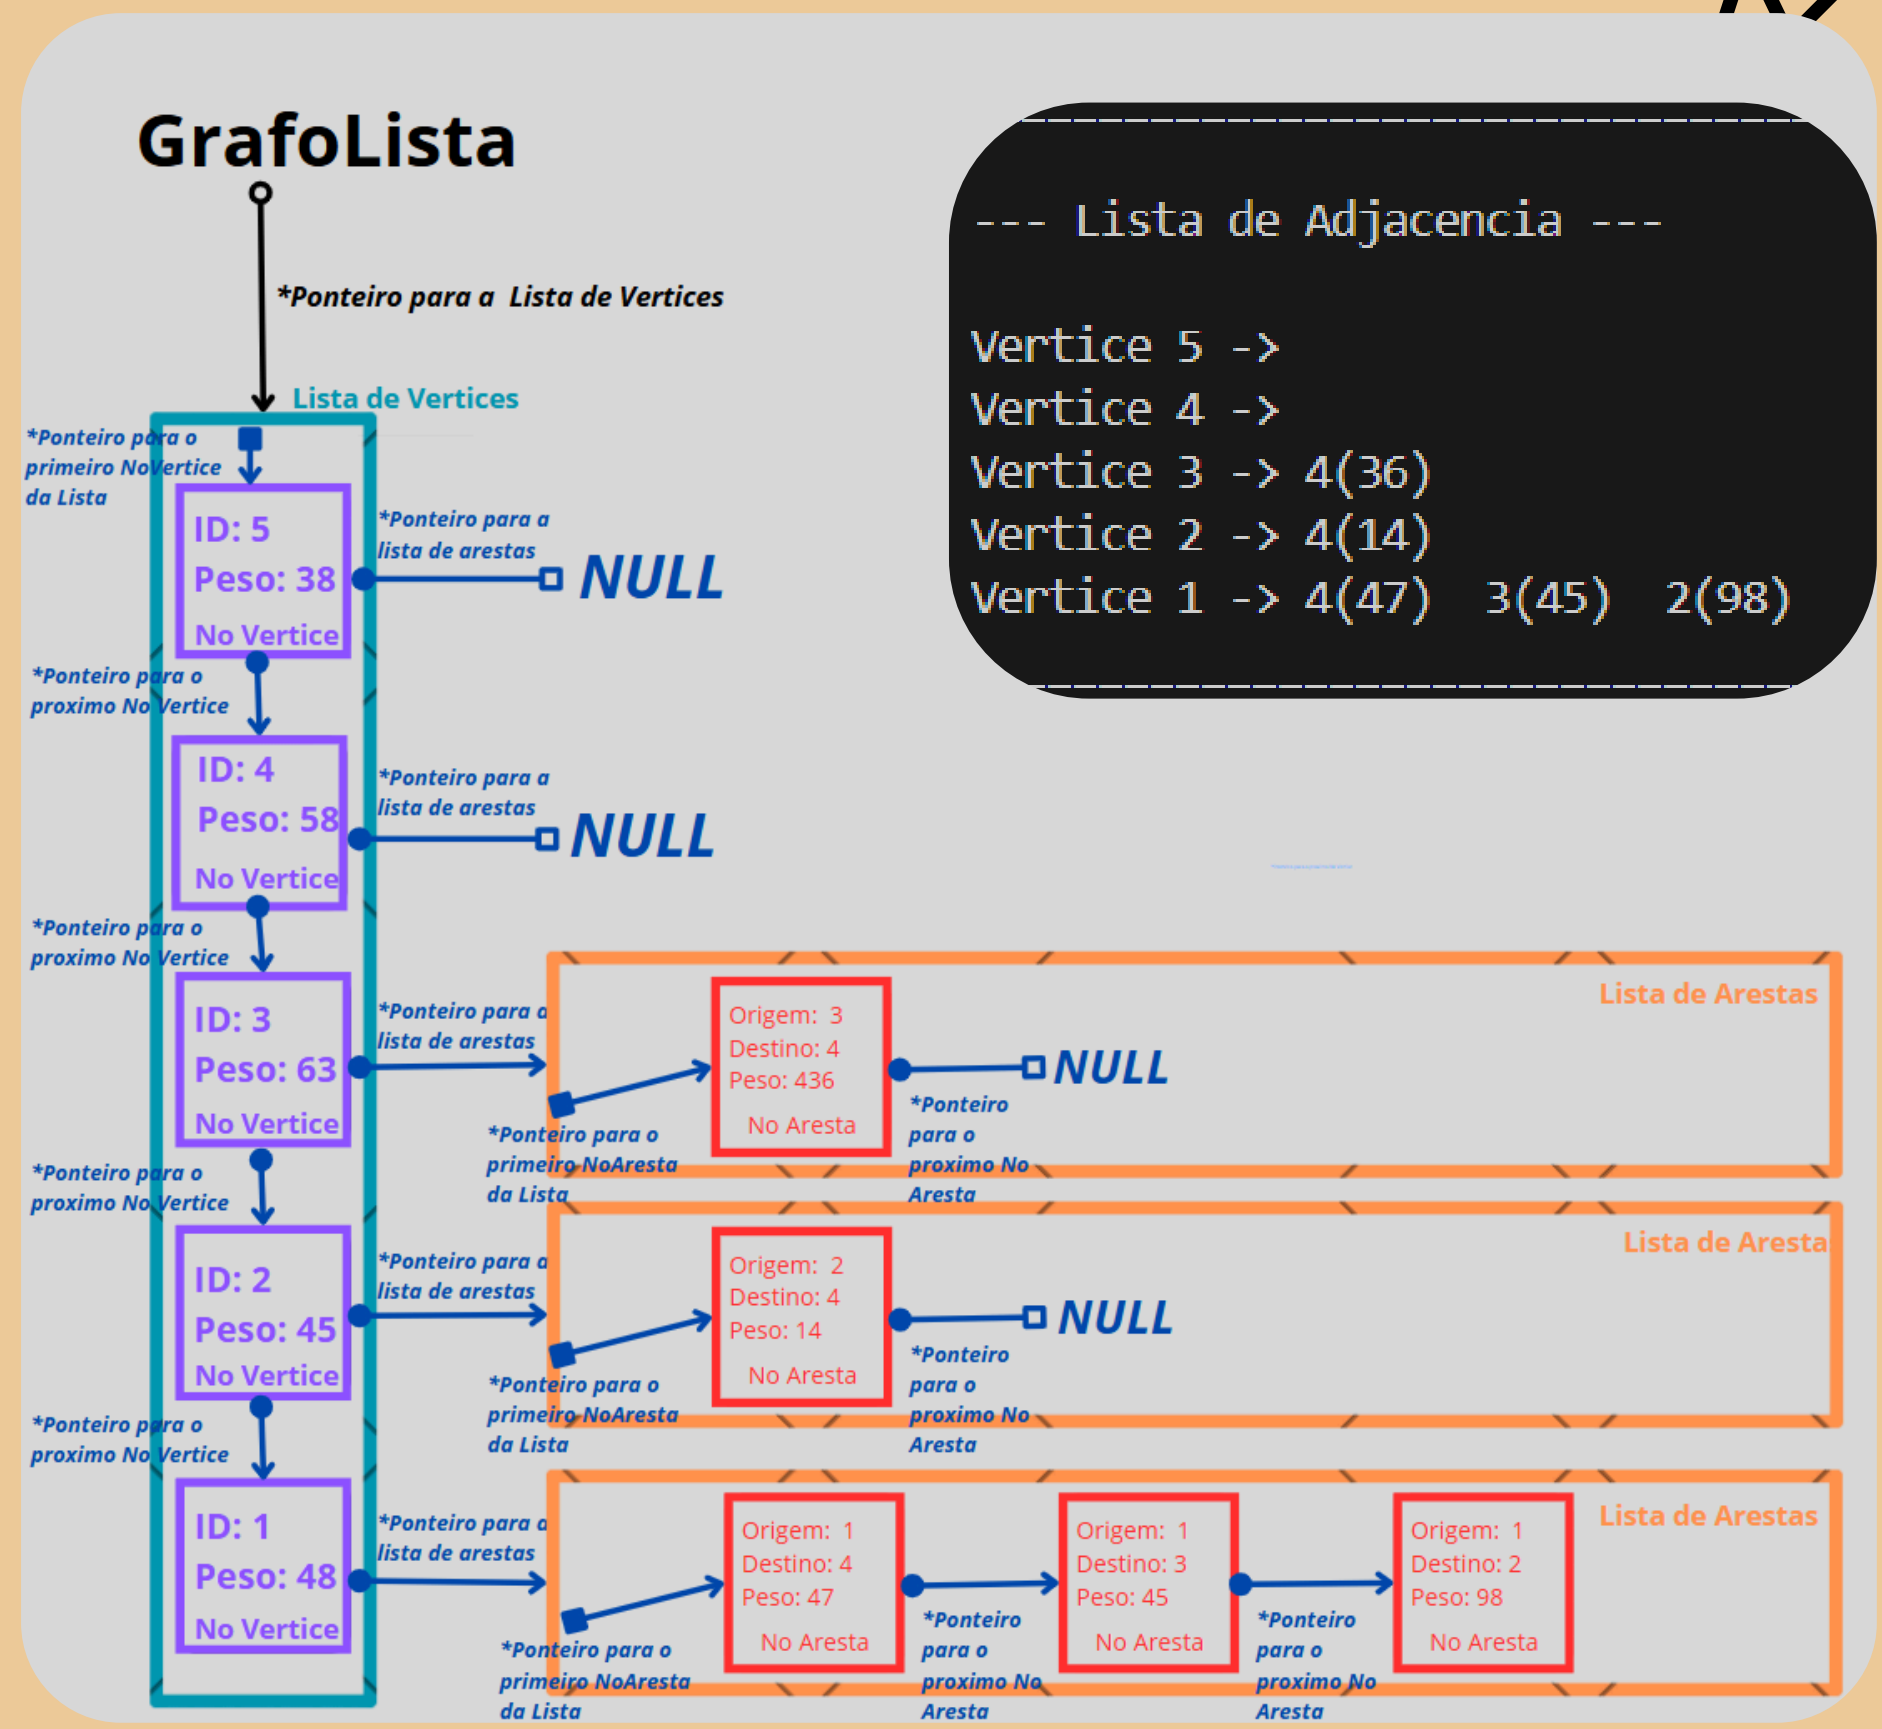 GrafoLista
*Ponteiro para a Lista de Vertices
Lista de Vertices
*Ponteiro para o
primeiro NoVertice
da Lista
ID: 5
Peso: 38
No Vertice
*Ponteiro para a
lista de arestas
NULL
*Ponteiro para o
proximo No Vertice
ID: 4
Peso: 58
No Vertice
*Ponteiro para a
lista de arestas
NULL
*Ponteiro para o
proximo No Vertice
ID: 3
Peso: 63
No Vertice
*Ponteiro para a
lista de arestas
*Ponteiro para o
primeiro NoAresta
da Lista
Origem: 3
Destino: 4
Peso: 436
No Aresta
NULL
*Ponteiro
para o
proximo No
Aresta
Lista de Arestas
*Ponteiro para o
proximo No Vertice
ID: 2
Peso: 45
No Vertice
*Ponteiro para a
lista de arestas
*Ponteiro para o
primeiro NoAresta
da Lista
Origem: 2
Destino: 4
Peso: 14
No Aresta
NULL
*Ponteiro
para o
proximo No
Aresta
Lista de Aresta
*Ponteiro para o
proximo No Vertice
ID: 1
Peso: 48
No Vertice
*Ponteiro para a
lista de arestas
*Ponteiro para o
primeiro NoAresta
da Lista
Origem: 1
Destino: 4
Peso: 47
No Aresta
*Ponteiro
para o
proximo No
Aresta
Origem: 1
Destino: 3
Peso: 45
No Aresta
*Ponteiro
para o
proximo No
Aresta
Origem: 1
Destino: 2
Peso: 98
No Aresta
Lista de Arestas
--- Lista de Adjacencia ---
Vertice 5 ->
Vertice 4 ->
Vertice 3 -> 4(36)
Vertice 2 -> 4(14)
Vertice 1 -> 4(47) 3(45) 2(98)